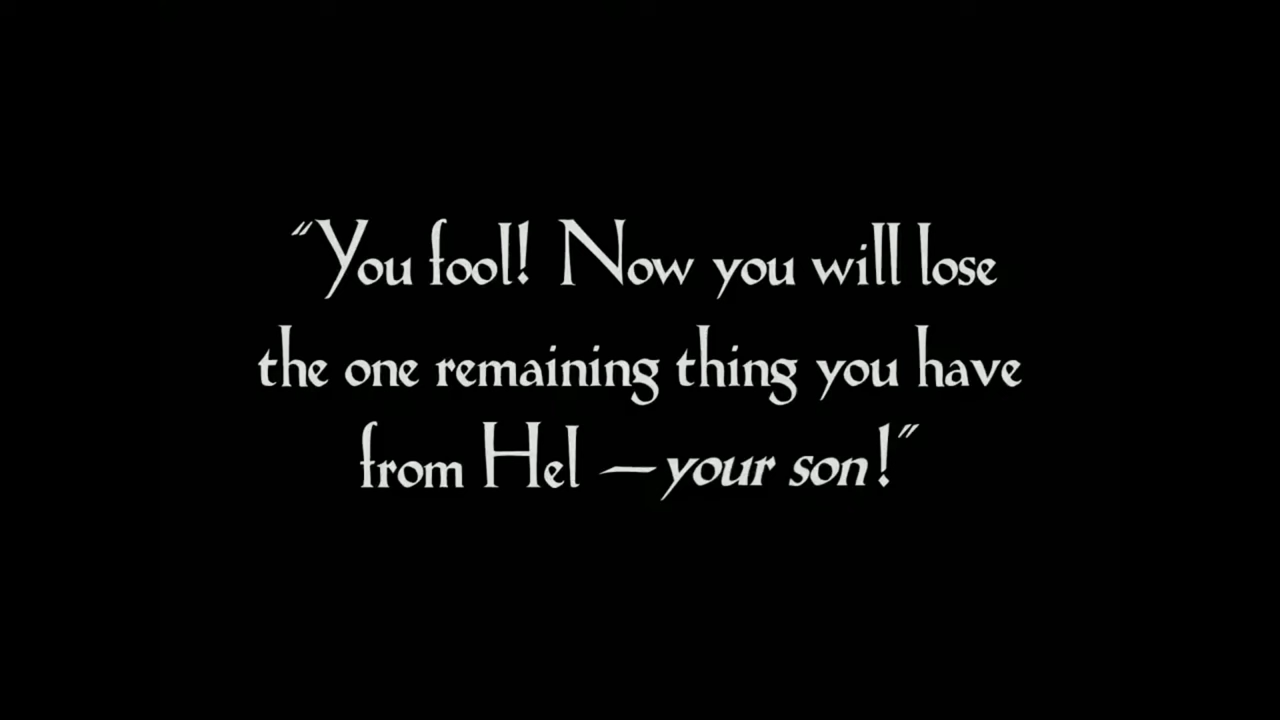 “You fool! Now you will lose
the one remaining thing you have
from Hel — your son!”